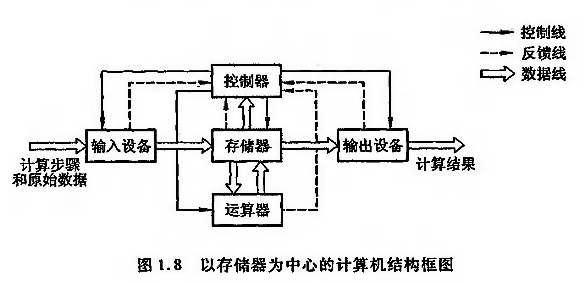 控制线
反馈线
数据线
控制器
输入设备
存储器
输出设备
计算步骤
和原始数据
计算结果
运算器
图 1.8 以存储器为中心的计算机结构框图